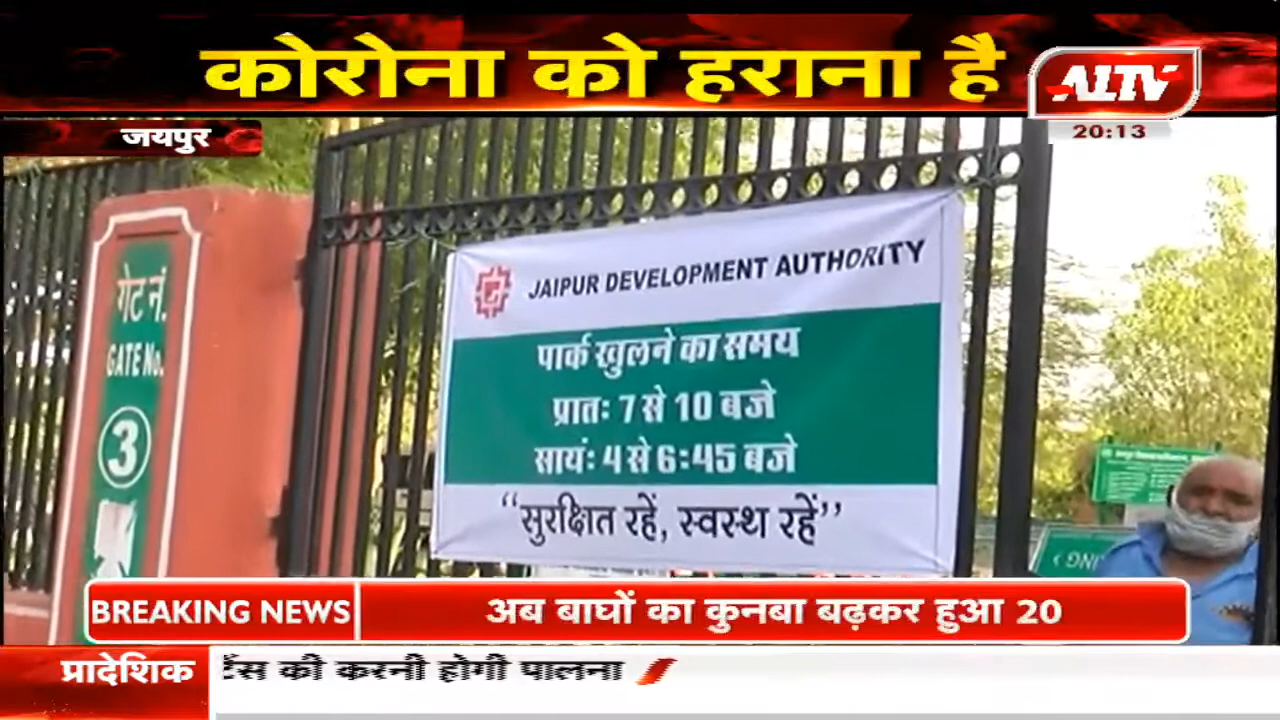 कोरोना को हराना है
ALTV
20:13
जयपुर
JAIPUR DEVELOPMENT AUTHORITY
पार्क खुलने का समय
प्रातः 7 से 10 बजे
सायंः 4 से 6:45 बजे
“सुरक्षित रहें, स्वस्थ रहें”
गेट नं.
GATE No.
3
BREAKING NEWS
अब बाघों का कुनबा बढ़कर हुआ 20
प्रादेशिक
की करनी होगी पालना